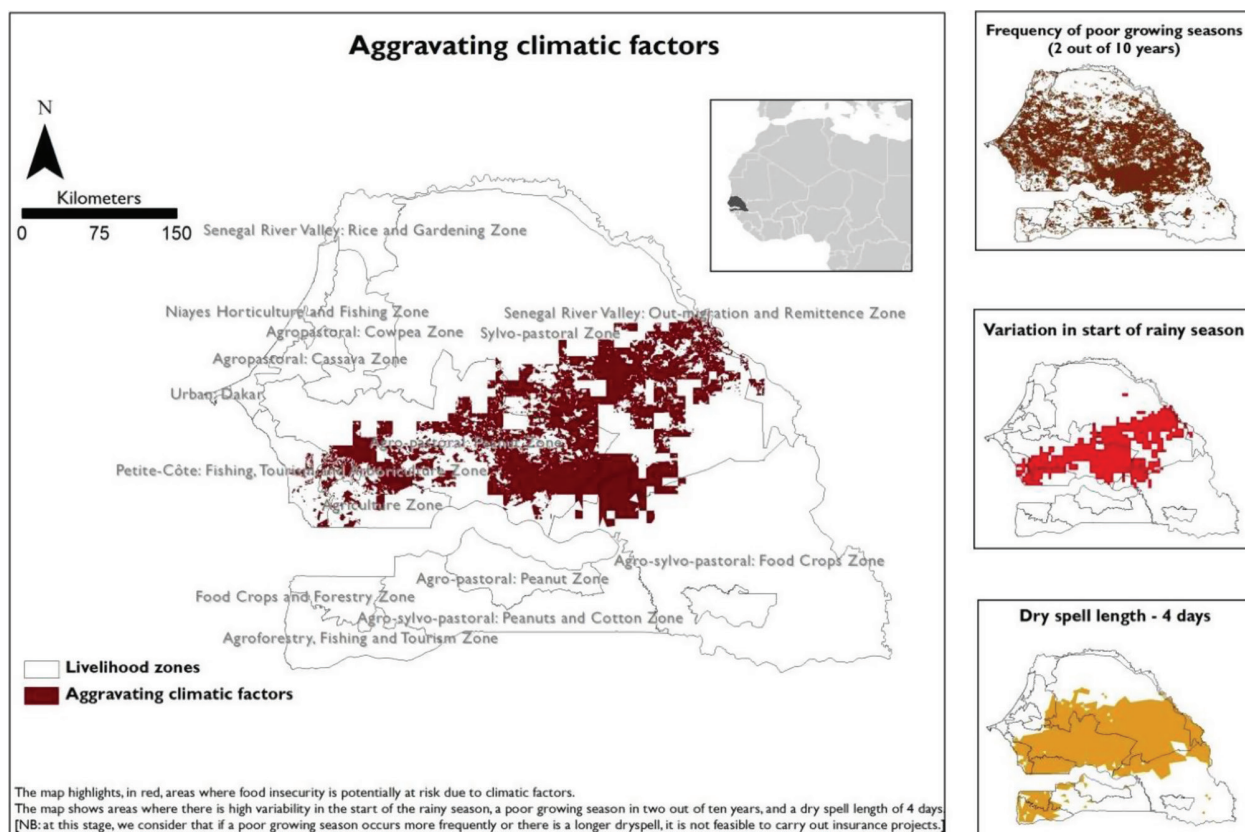 Aggravating climatic factors
N
Kilometers
0 75 150
Senegal River Valley: Rice and Gardening Zone
Niayes Horticulture and Fishing Zone
Senegal River Valley: Out-migration and Remittence Zone
Agropastoral: Cowpea Zone
Sylvo-pastoral Zone
Agropastoral: Cassava Zone
Urban: Dakar
Agro-pastoral: Peanut Zone
Petite-Côte: Fishing, Tourism and Arboriculture Zone
Agriculture Zone
Agro-sylvo-pastoral: Food Crops Zone
Agro-pastoral: Peanut Zone
Food Crops and Forestry Zone
Agro-sylvo-pastoral: Peanuts and Cotton Zone
Agroforestry, Fishing and Tourism Zone
Livelihood zones
Aggravating climatic factors
The map highlights, in red, areas where food insecurity is potentially at risk due to climatic factors.
The map shows areas where there is high variability in the start of the rainy season, a poor growing season in two out of ten years, and a dry spell length of 4 days
[NB: at this stage, we consider that if a poor growing season occurs more frequently or there is a longer dryspell, it is not feasible to carry out insurance projects.]
Frequency of poor growing seasons
(2 out of 10 years)
Variation in start of rainy season
Dry spell length - 4 days